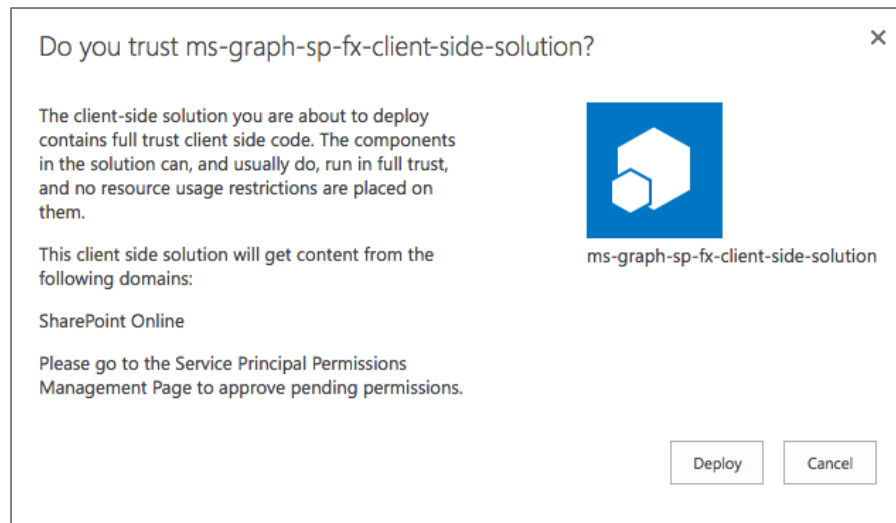 Do you trust ms-graph-sp-fx-client-side-solution?
The client-side solution you are about to deploy
contains full trust client side code. The components
in the solution can, and usually do, run in full trust,
and no resource usage restrictions are placed on
them.
This client side solution will get content from the
following domains:
SharePoint Online
Please go to the Service Principal Permissions
Management Page to approve pending permissions.
ms-graph-sp-fx-client-side-solution
Deploy
Cancel